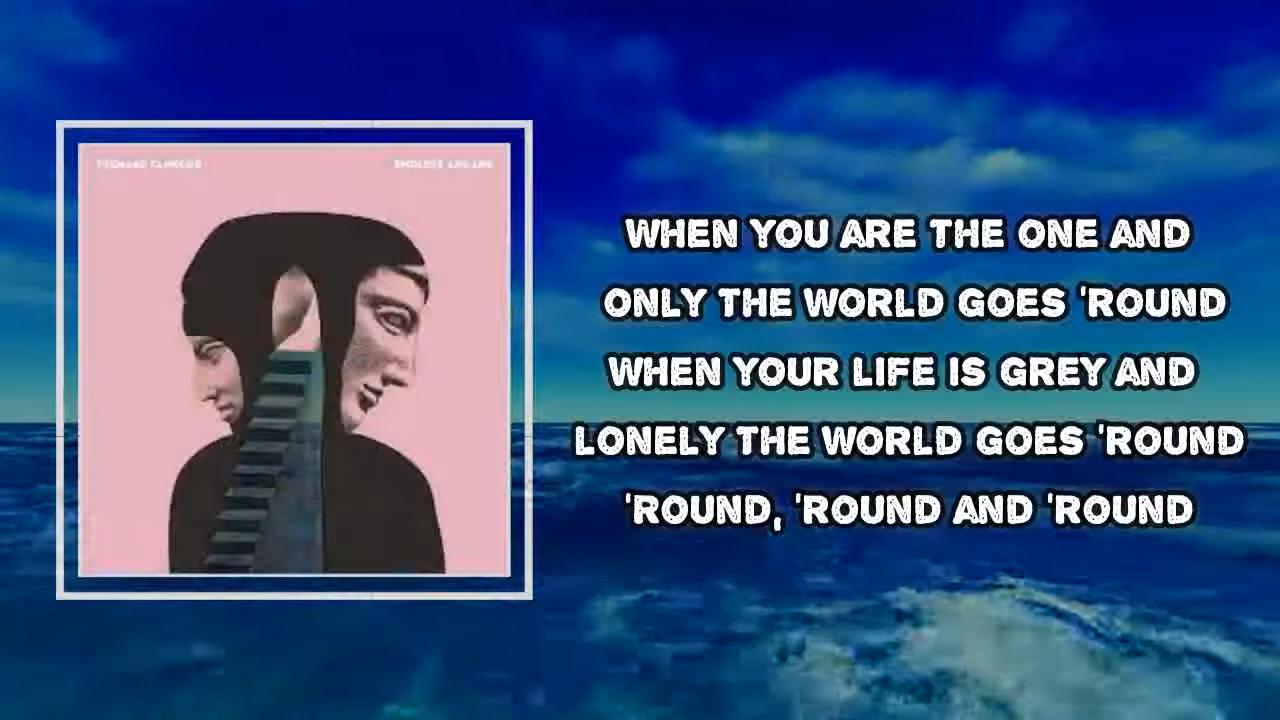 WHEN YOU ARE THE ONE AND
ONLY THE WORLD GOES 'ROUND
WHEN YOUR LIFE IS GREY AND
LONELY THE WORLD GOES 'ROUND
'ROUND, 'ROUND AND 'ROUND